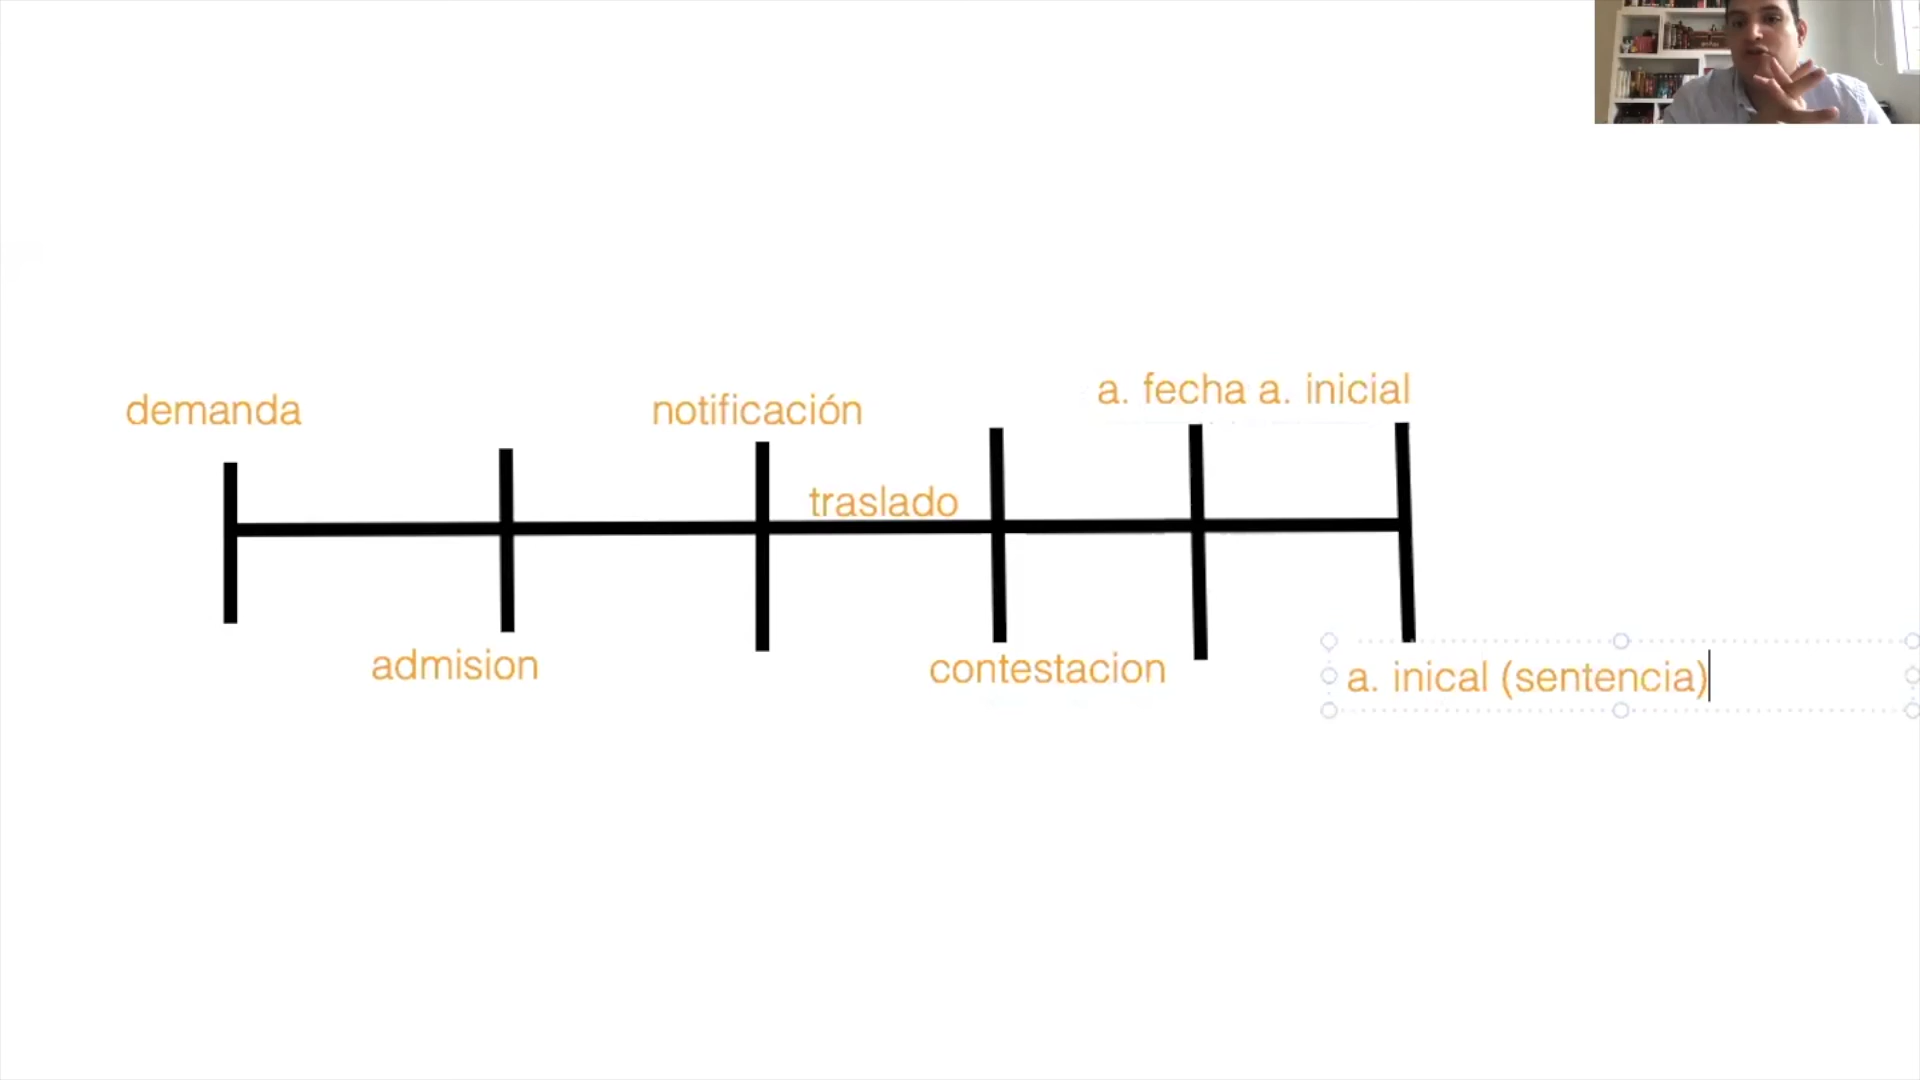 demanda
notificación
a. fecha a. inicial
traslado
admision
contestacion
a. inical (sentencia)